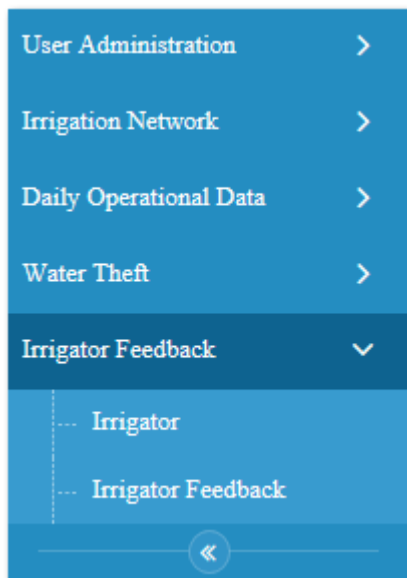 User Administration
Irrigation Network
Daily Operational Data
Water Theft
Irrigator Feedback
Irrigator
Irrigator Feedback